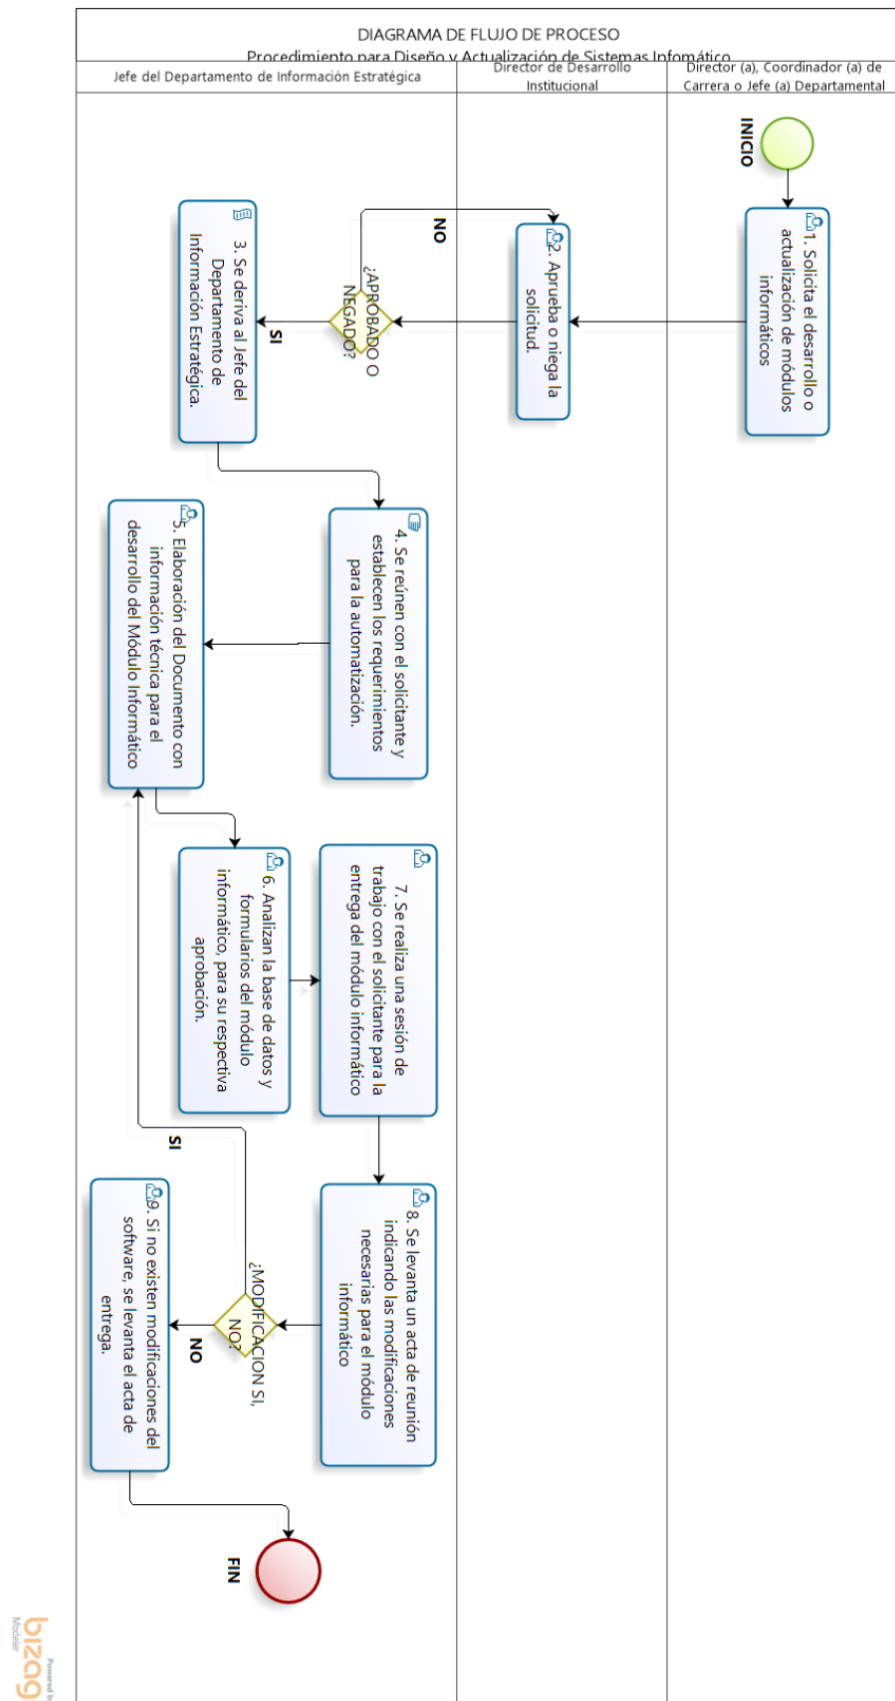 DIAGRAMA DE FLUJO DE PROCESO
Procedimiento para Diseño y Actualización de Sistemas Infomático
Jefe del Departamento de Información Estratégica
Director de Desarrollo
Institucional
Director (a), Coordinador (a) de
Carrera o Jefe (a) Departamental
INICIO
1. Solicita el desarrollo o
actualización de módulos
informáticos
2. Aprueba o niega la
solicitud.
¿APROBADO O
NEGADO?
NO
SI
3. Se deriva al Jefe del
Departamento de
Información Estratégica.
4. Se reúnen con el solicitante y
establecen los requerimientos
para la automatización.
5. Elaboración del Documento con
información técnica para el
desarrollo del Módulo Informático
6. Analizan la base de datos y
formularios del módulo
informático, para su respectiva
aprobación.
7. Se realiza una sesión de
trabajo con el solicitante para la
entrega del módulo informático
8. Se levanta un acta de reunión
indicando las modificaciones
necesarias para el módulo
informático
¿MODIFICACION SI,
NO?
SI
NO
9. Si no existen modificaciones del
software, se levanta el acta de
entrega.
FIN
Powered by
bizagi
Modeler